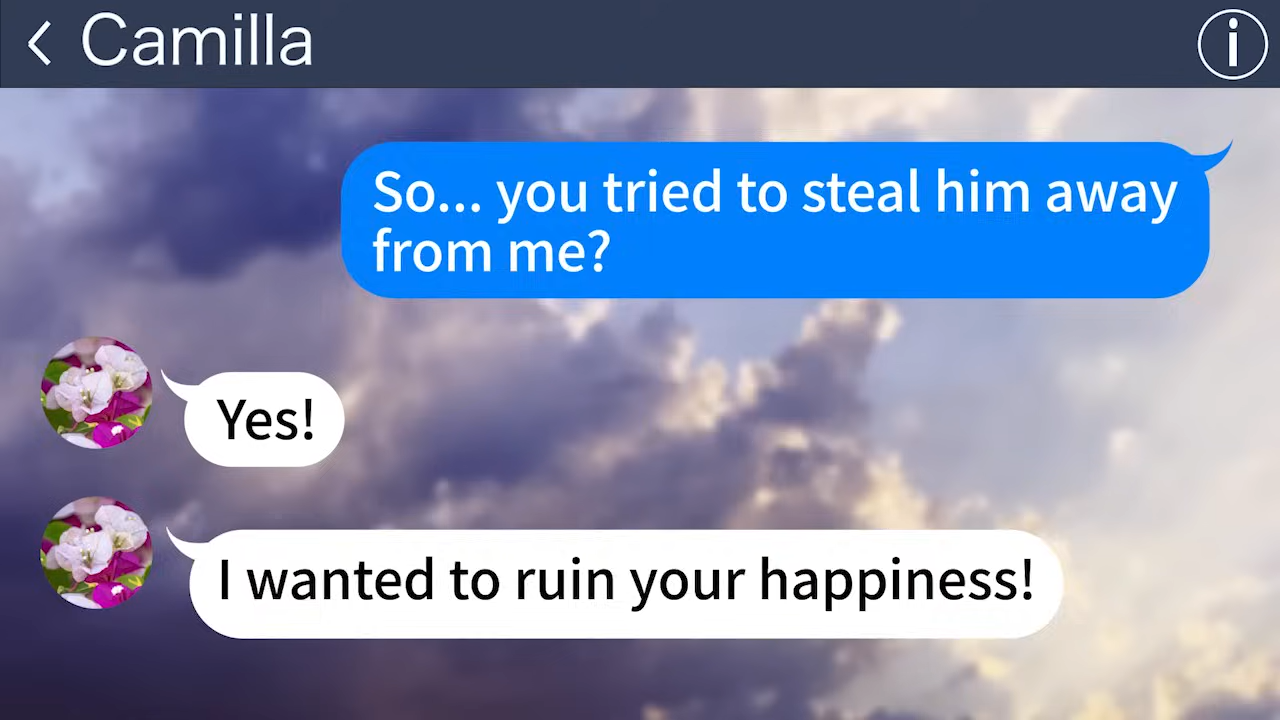 Camilla
So... you tried to steal him away
from me?
Yes!
I wanted to ruin your happiness!